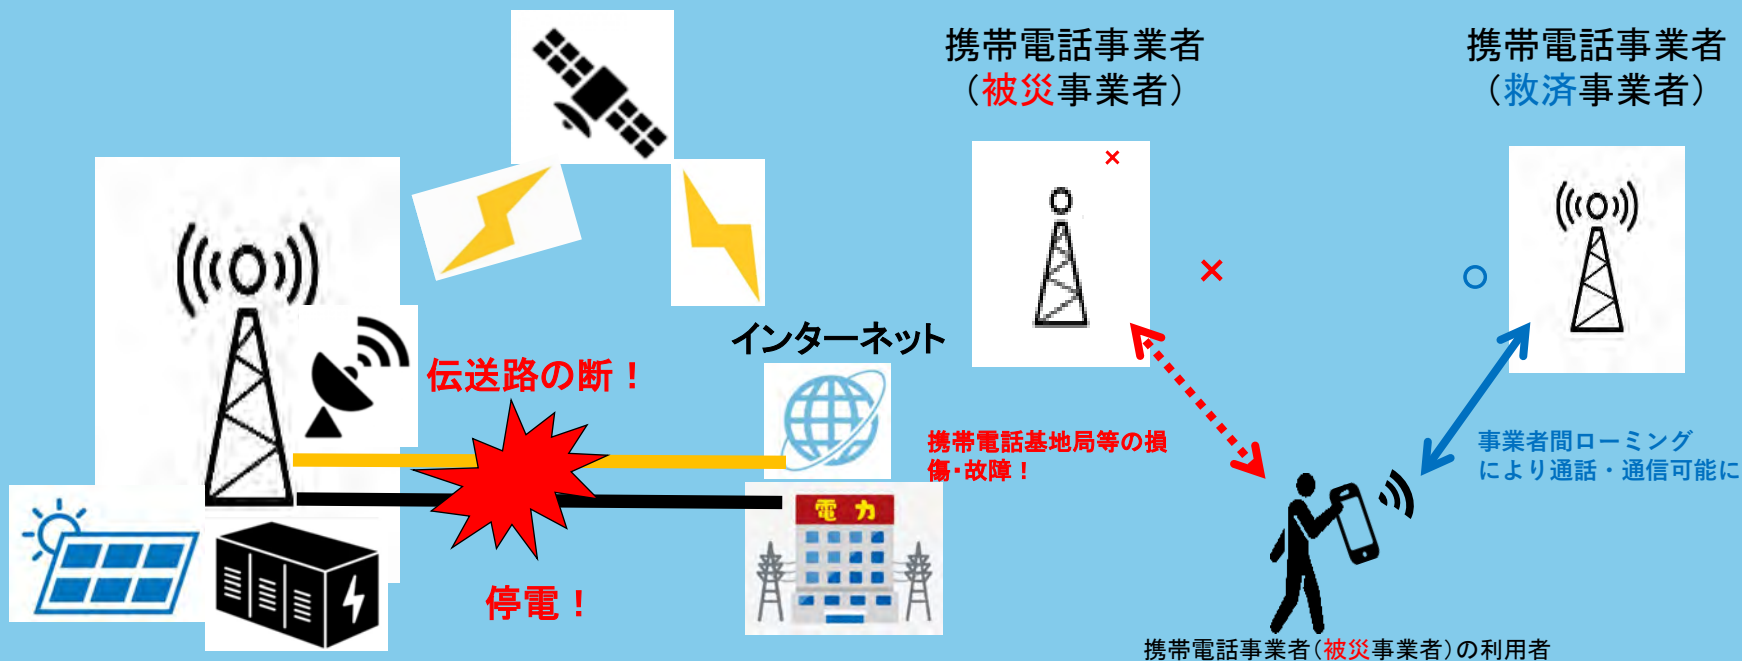 携帯電話事業者
（被災事業者）
携帯電話事業者
（救済事業者）
×
×
○
インターネット
伝送路の断！
携帯電話基地局等の損
傷・故障！
事業者間ローミング
により通話・通信可能に
電力
停電！
携帯電話事業者（被災事業者）の利用者